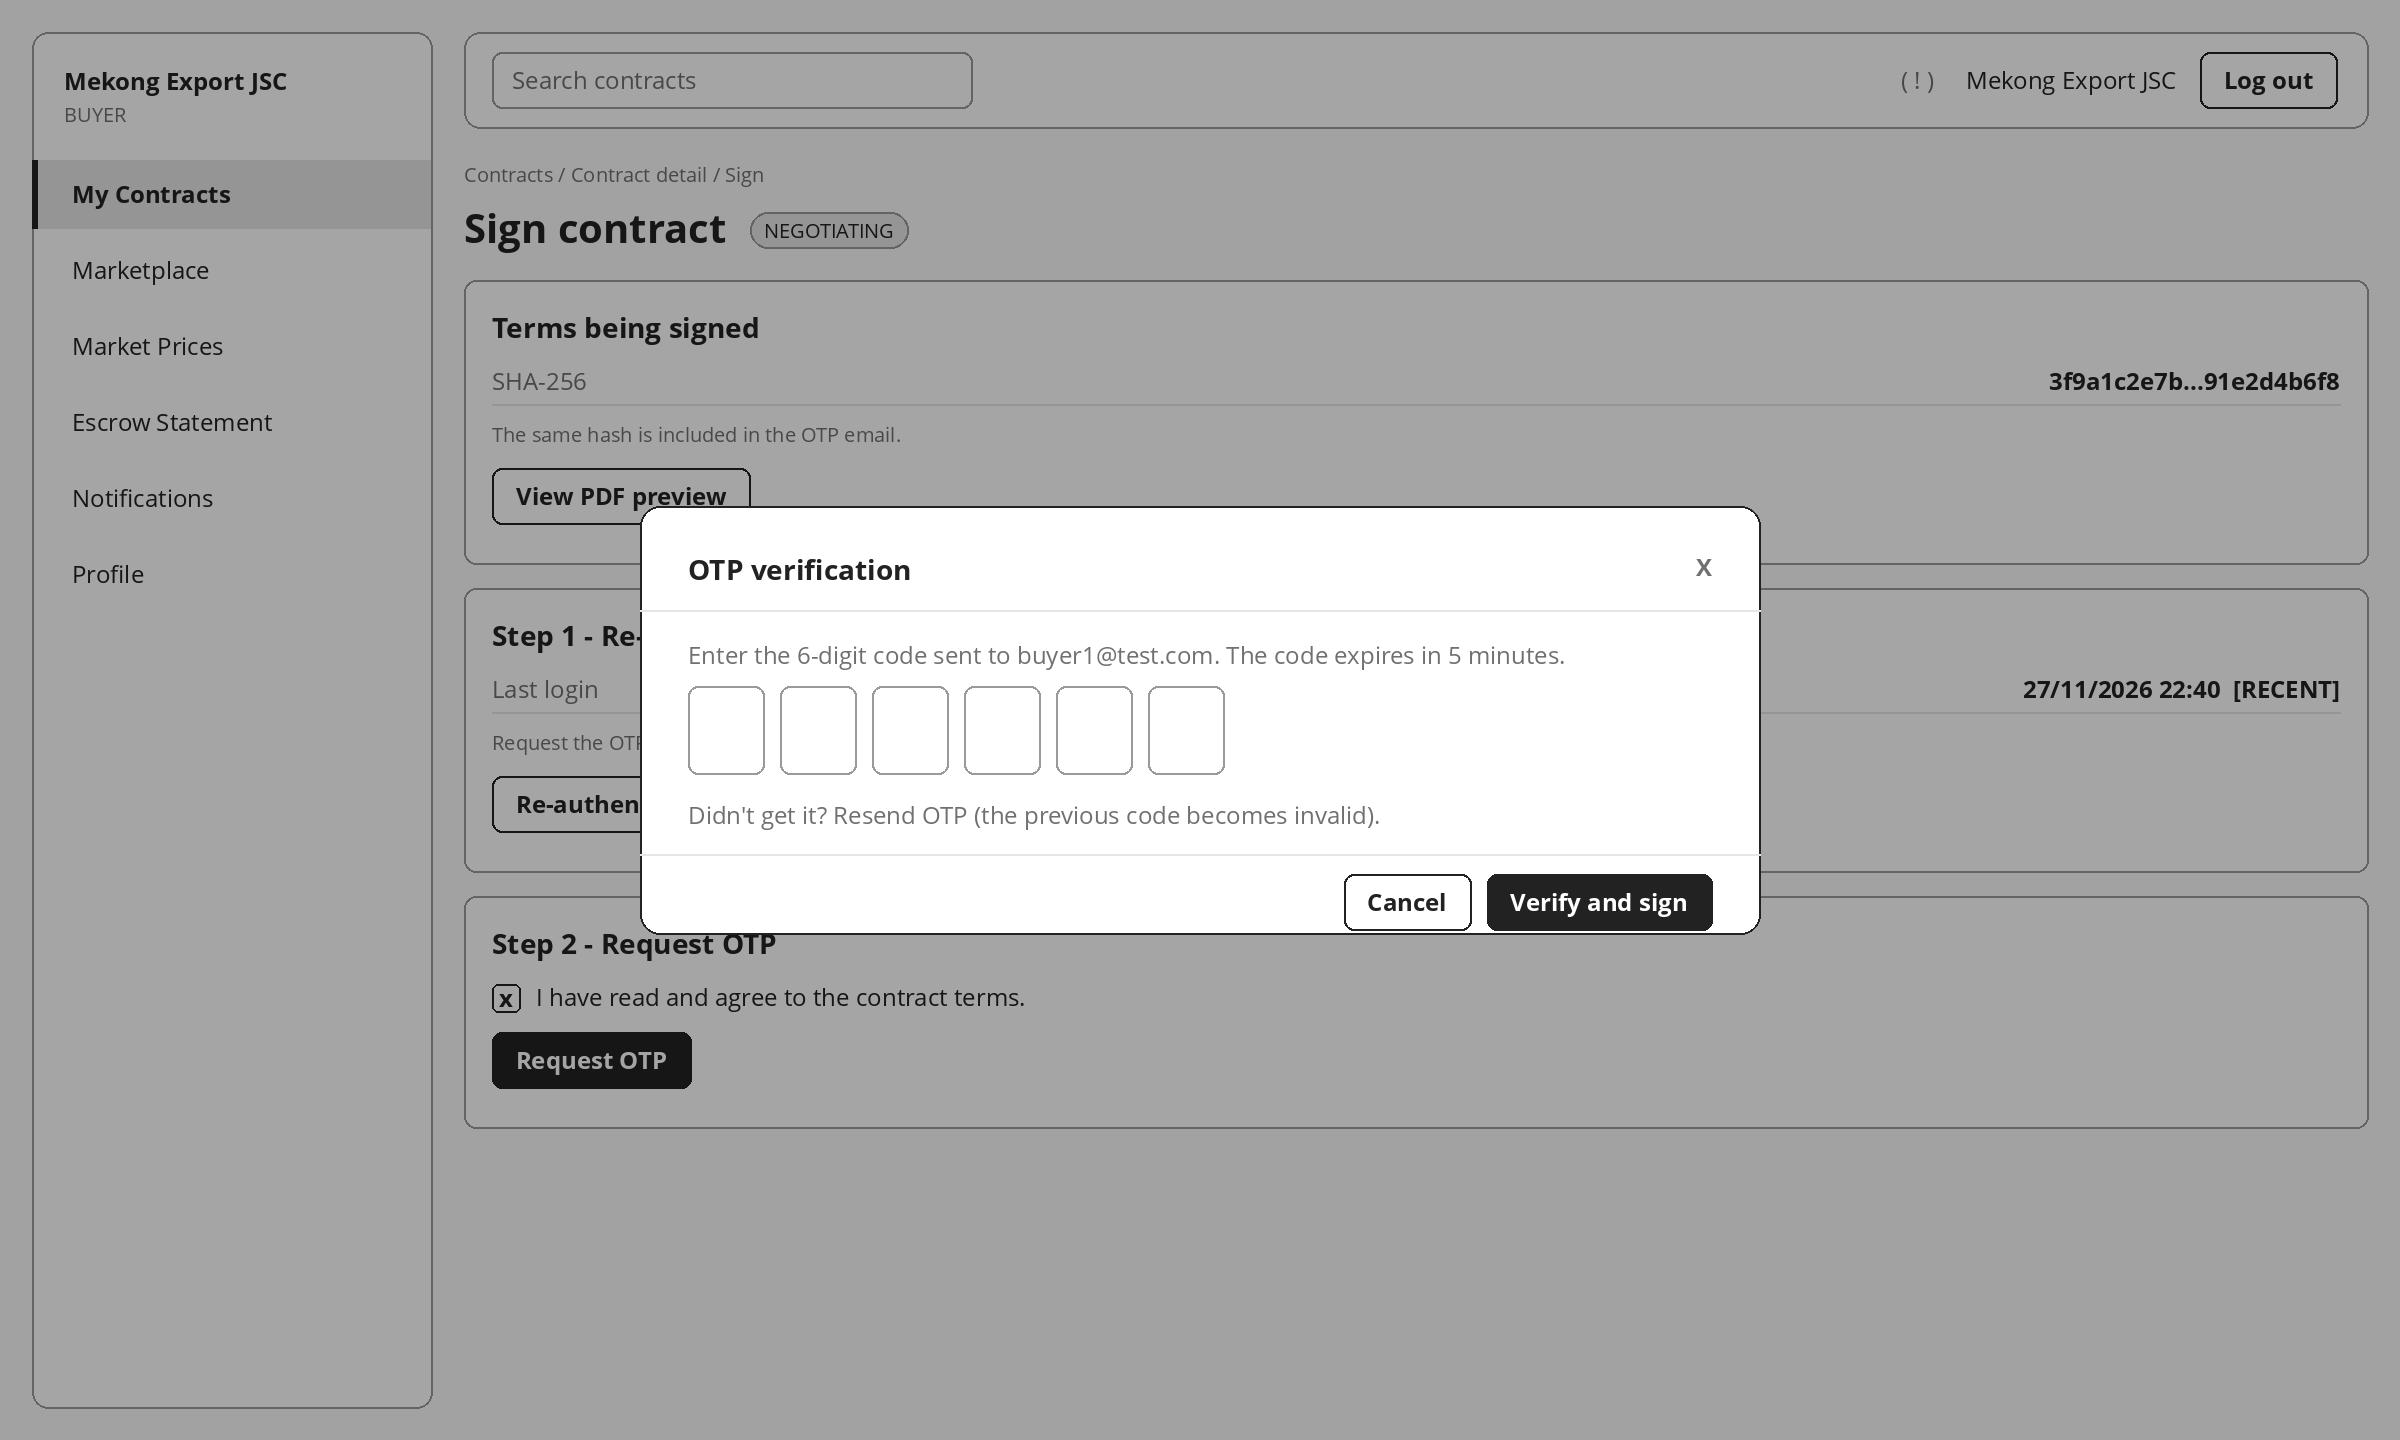 Mekong Export JSC
BUYER
My Contracts
Marketplace
Market Prices
Escrow Statement
Notifications
Profile
Search contracts
( ! ) Mekong Export JSC Log out
Contracts / Contract detail / Sign
Sign contract NEGOTIATING
Terms being signed
SHA-256 3f9a1c2e7b...91e2d4b6f8
The same hash is included in the OTP email.
View PDF preview
Step 1 - Re-
Last login 27/11/2026 22:40 [RECENT]
Request the OTP
Re-authen
OTP verification X
Enter the 6-digit code sent to buyer1@test.com. The code expires in 5 minutes.
Didn't get it? Resend OTP (the previous code becomes invalid).
Cancel Verify and sign
Step 2 - Request OTP
x I have read and agree to the contract terms.
Request OTP